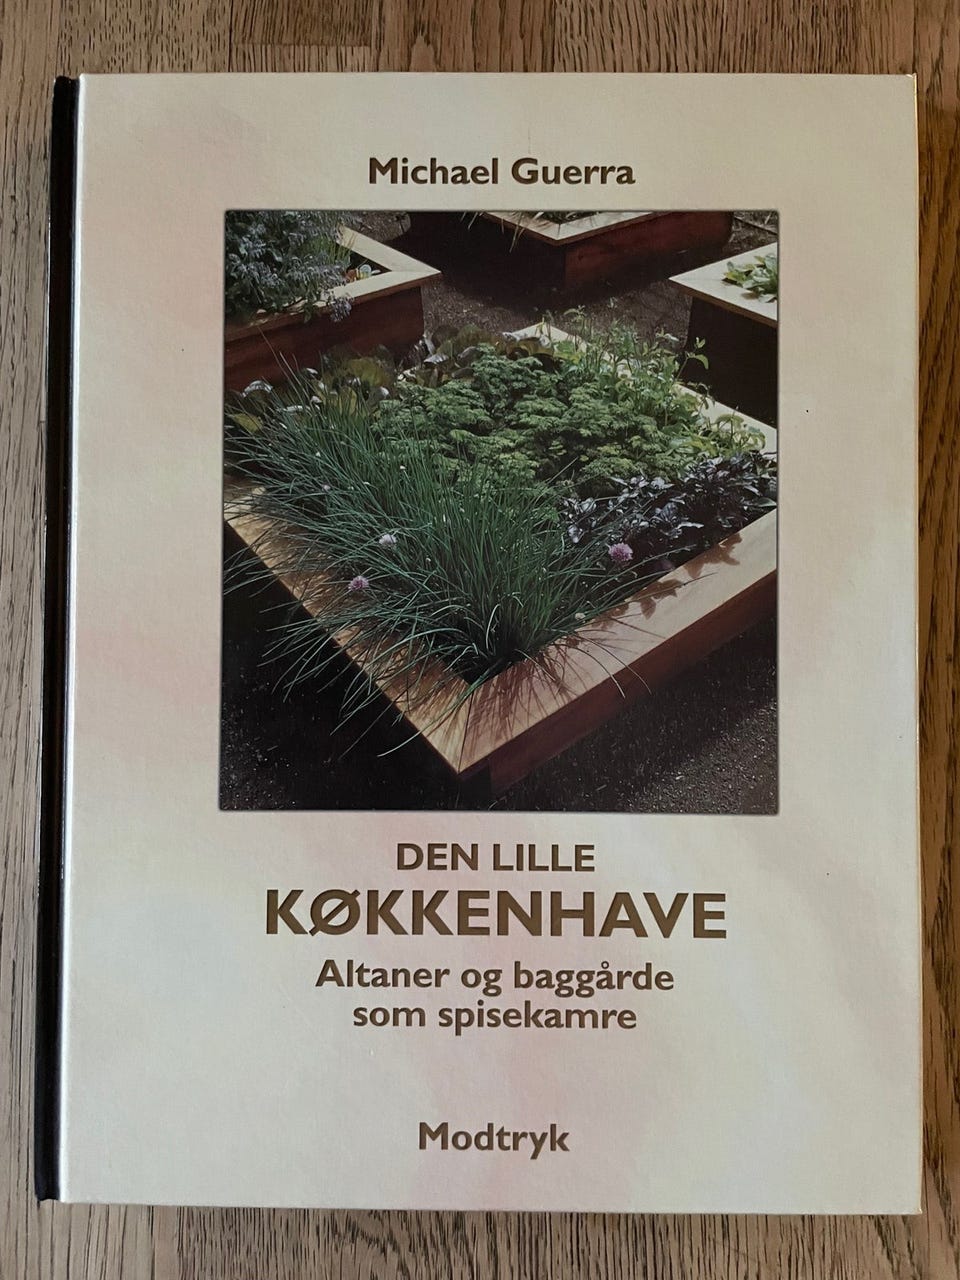 Michael Guerra
DEN LILLE
KØKKENHAVE
Altaner og baggårde
som spisekamre
Modtryk